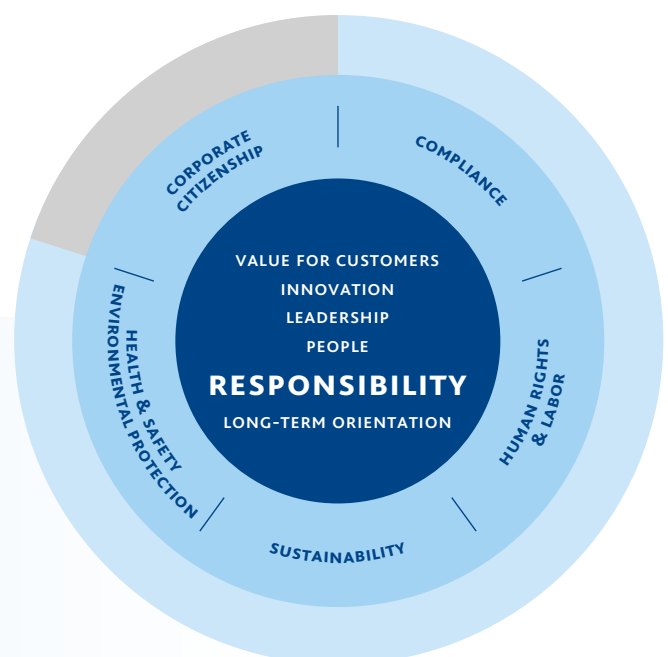 CORPORATE
CITIZENSHIP
COMPLIANCE
VALUE FOR CUSTOMERS
INNOVATION
LEADERSHIP
PEOPLE
RESPONSIBILITY
LONG-TERM ORIENTATION
HEALTH & SAFETY
ENVIRONMENTAL PROTECTION
HUMAN RIGHTS
& LABOR
SUSTAINABILITY